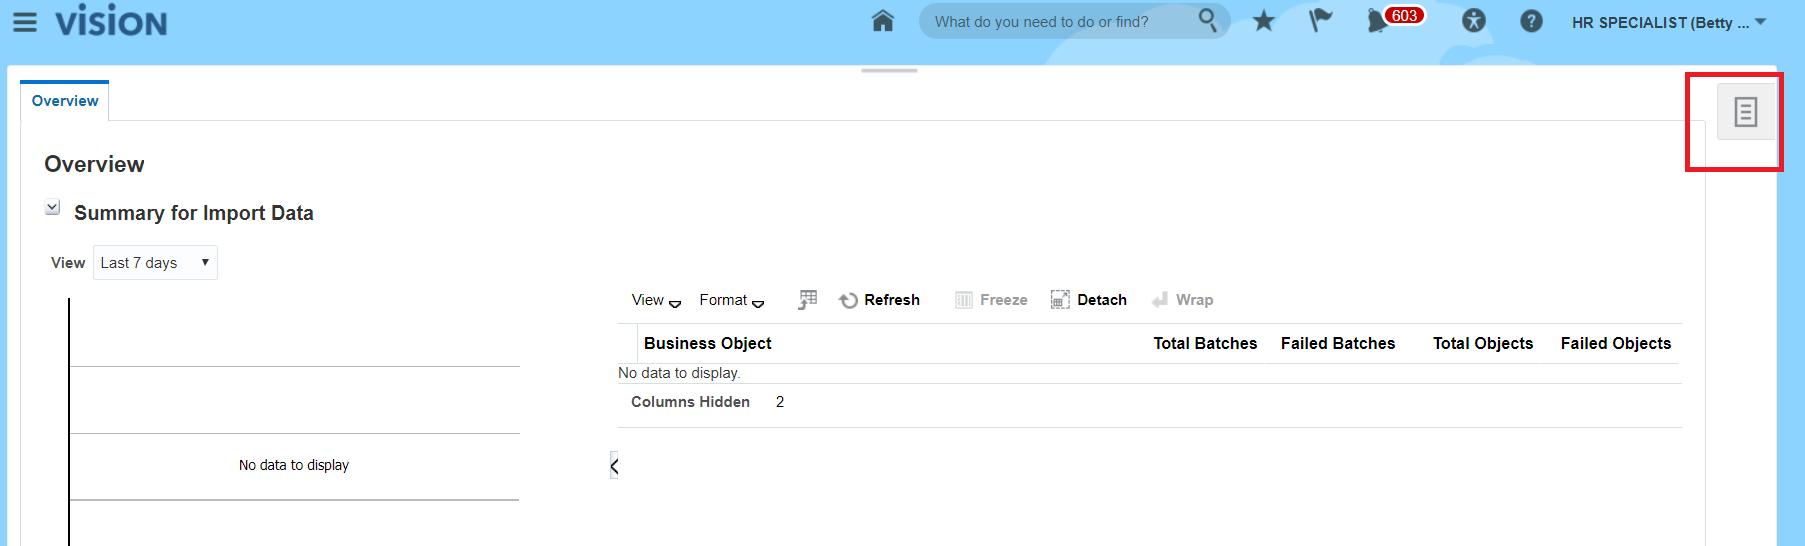 vision
What do you need to do or find?
603
HR SPECIALIST (Betty ...
Overview
Overview
Summary for Import Data
View Last 7 days
View Format Refresh Freeze Detach Wrap
Business Object Total Batches Failed Batches Total Objects Failed Objects
No data to display.
Columns Hidden 2
No data to display